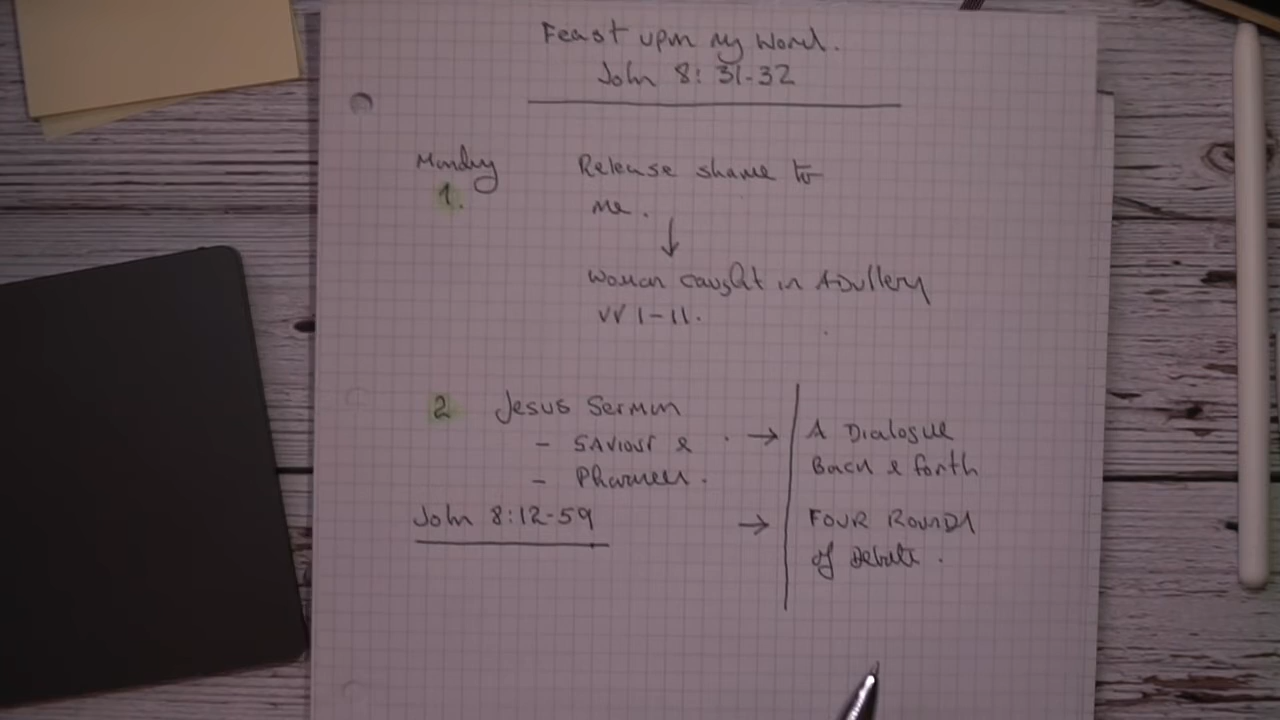 Feast upon my Word.
John 8: 31-32
Monday
1.
Release shame to
me.
Woman caught in Adultery
VV 1-11.
2 Jesus Sermon
- SAVIOUR &
- Pharisees.
John 8:12-59
A Dialogue
Back & forth
FOUR ROUNDS
of Debate.